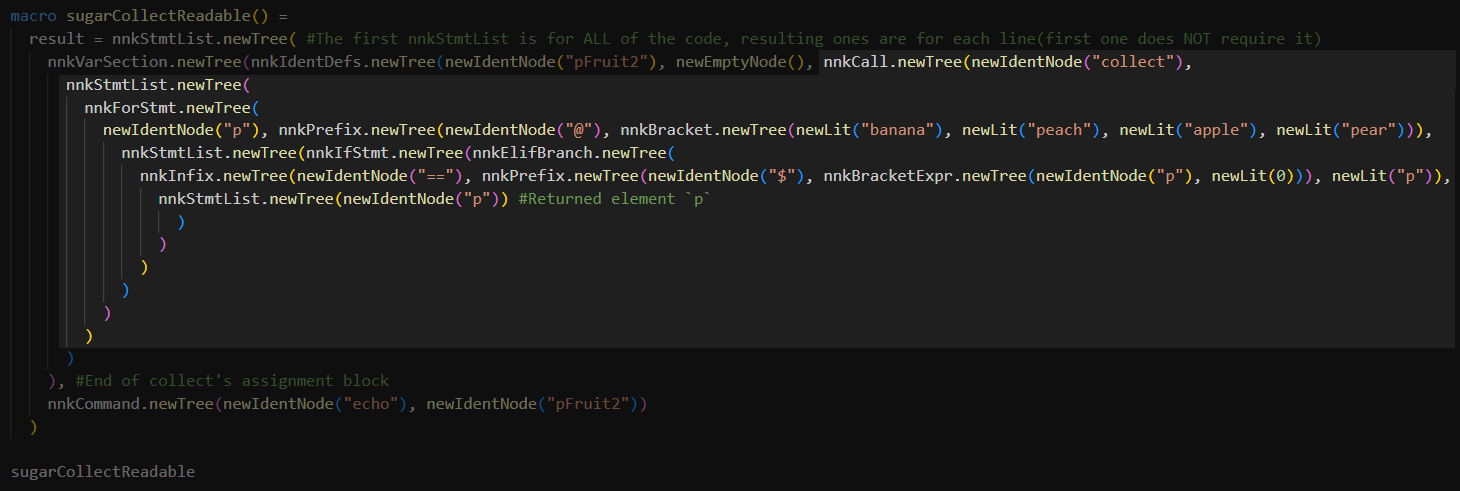 macro sugarCollectReadable() =
result = nnkStmtList.newTree( #The first nnkStmtList is for ALL of the code, resulting ones are for each line(first one does NOT require it)
nnkVarSection.newTree(nnkIdentDefs.newTree(newIdentNode("pFruit2"), newEmptyNode(), nnkCall.newTree(newIdentNode("collect"),
nnkStmtList.newTree(
nnkForStmt.newTree(
newIdentNode("p"), nnkPrefix.newTree(newIdentNode("@"), nnkBracket.newTree(newLit("banana"), newLit("peach"), newLit("apple"), newLit("pear"))),
nnkStmtList.newTree(nnkIfStmt.newTree(nnkElifBranch.newTree(
nnkInfix.newTree(newIdentNode("=="), nnkPrefix.newTree(newIdentNode("$"), nnkBracketExpr.newTree(newIdentNode("p"), newLit(0))), newLit("p")),
nnkStmtList.newTree(newIdentNode("p")) #Returned element `p`
)
)
)
)
)
)
)
), #End of collect's assignment block
nnkCommand.newTree(newIdentNode("echo"), newIdentNode("pFruit2"))
)
sugarCollectReadable